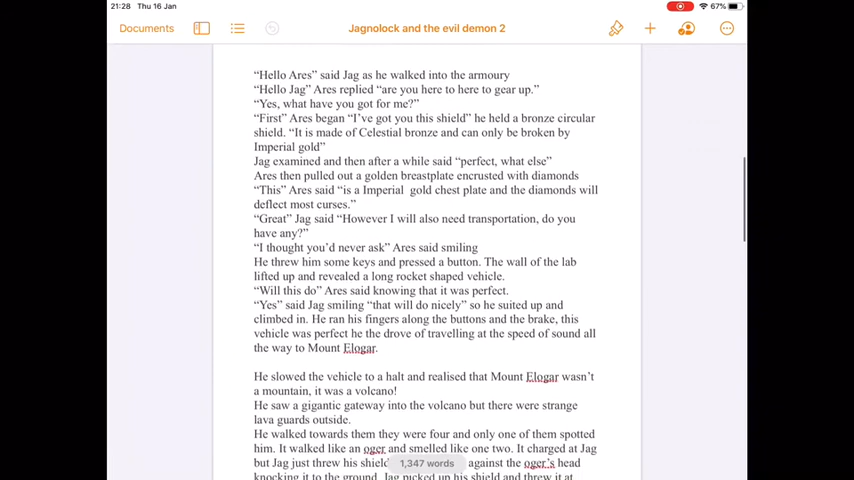 21:28 Thu 16 Jan
67%
Documents
Jagnolock and the evil demon 2
“Hello Ares” said Jag as he walked into the armoury
“Hello Jag” Ares replied “are you here to here to gear up.”
“Yes, what have you got for me?”
“First” Ares began “I’ve got you this shield” he held a bronze circular
shield. “It is made of Celestial bronze and can only be broken by
Imperial gold”
Jag examined and then after a while said “perfect, what else”
Ares then pulled out a golden breastplate encrusted with diamonds
“This” Ares said “is a Imperial  gold chest plate and the diamonds will
deflect most curses.”
“Great” Jag said “However I will also need transportation, do you
have any?”
“I thought you’d never ask” Ares said smiling
He threw him some keys and pressed a button. The wall of the lab
lifted up and revealed a long rocket shaped vehicle.
“Will this do” Ares said knowing that it was perfect.
“Yes” said Jag smiling “that will do nicely” so he suited up and
climbed in. He ran his fingers along the buttons and the brake, this
vehicle was perfect he the drove of travelling at the speed of sound all
the way to Mount Elogar.
He slowed the vehicle to a halt and realised that Mount Elogar wasn’t
a mountain, it was a volcano!
He saw a gigantic gateway into the volcano but there were strange
lava guards outside.
He walked towards them they were four and only one of them spotted
him. It walked like an oger and smelled like one two. It charged at Jag
but Jag just threw his shield against the oger’s head
1,347 words
knocking it to the ground. Jag picked up his shield and threw it at